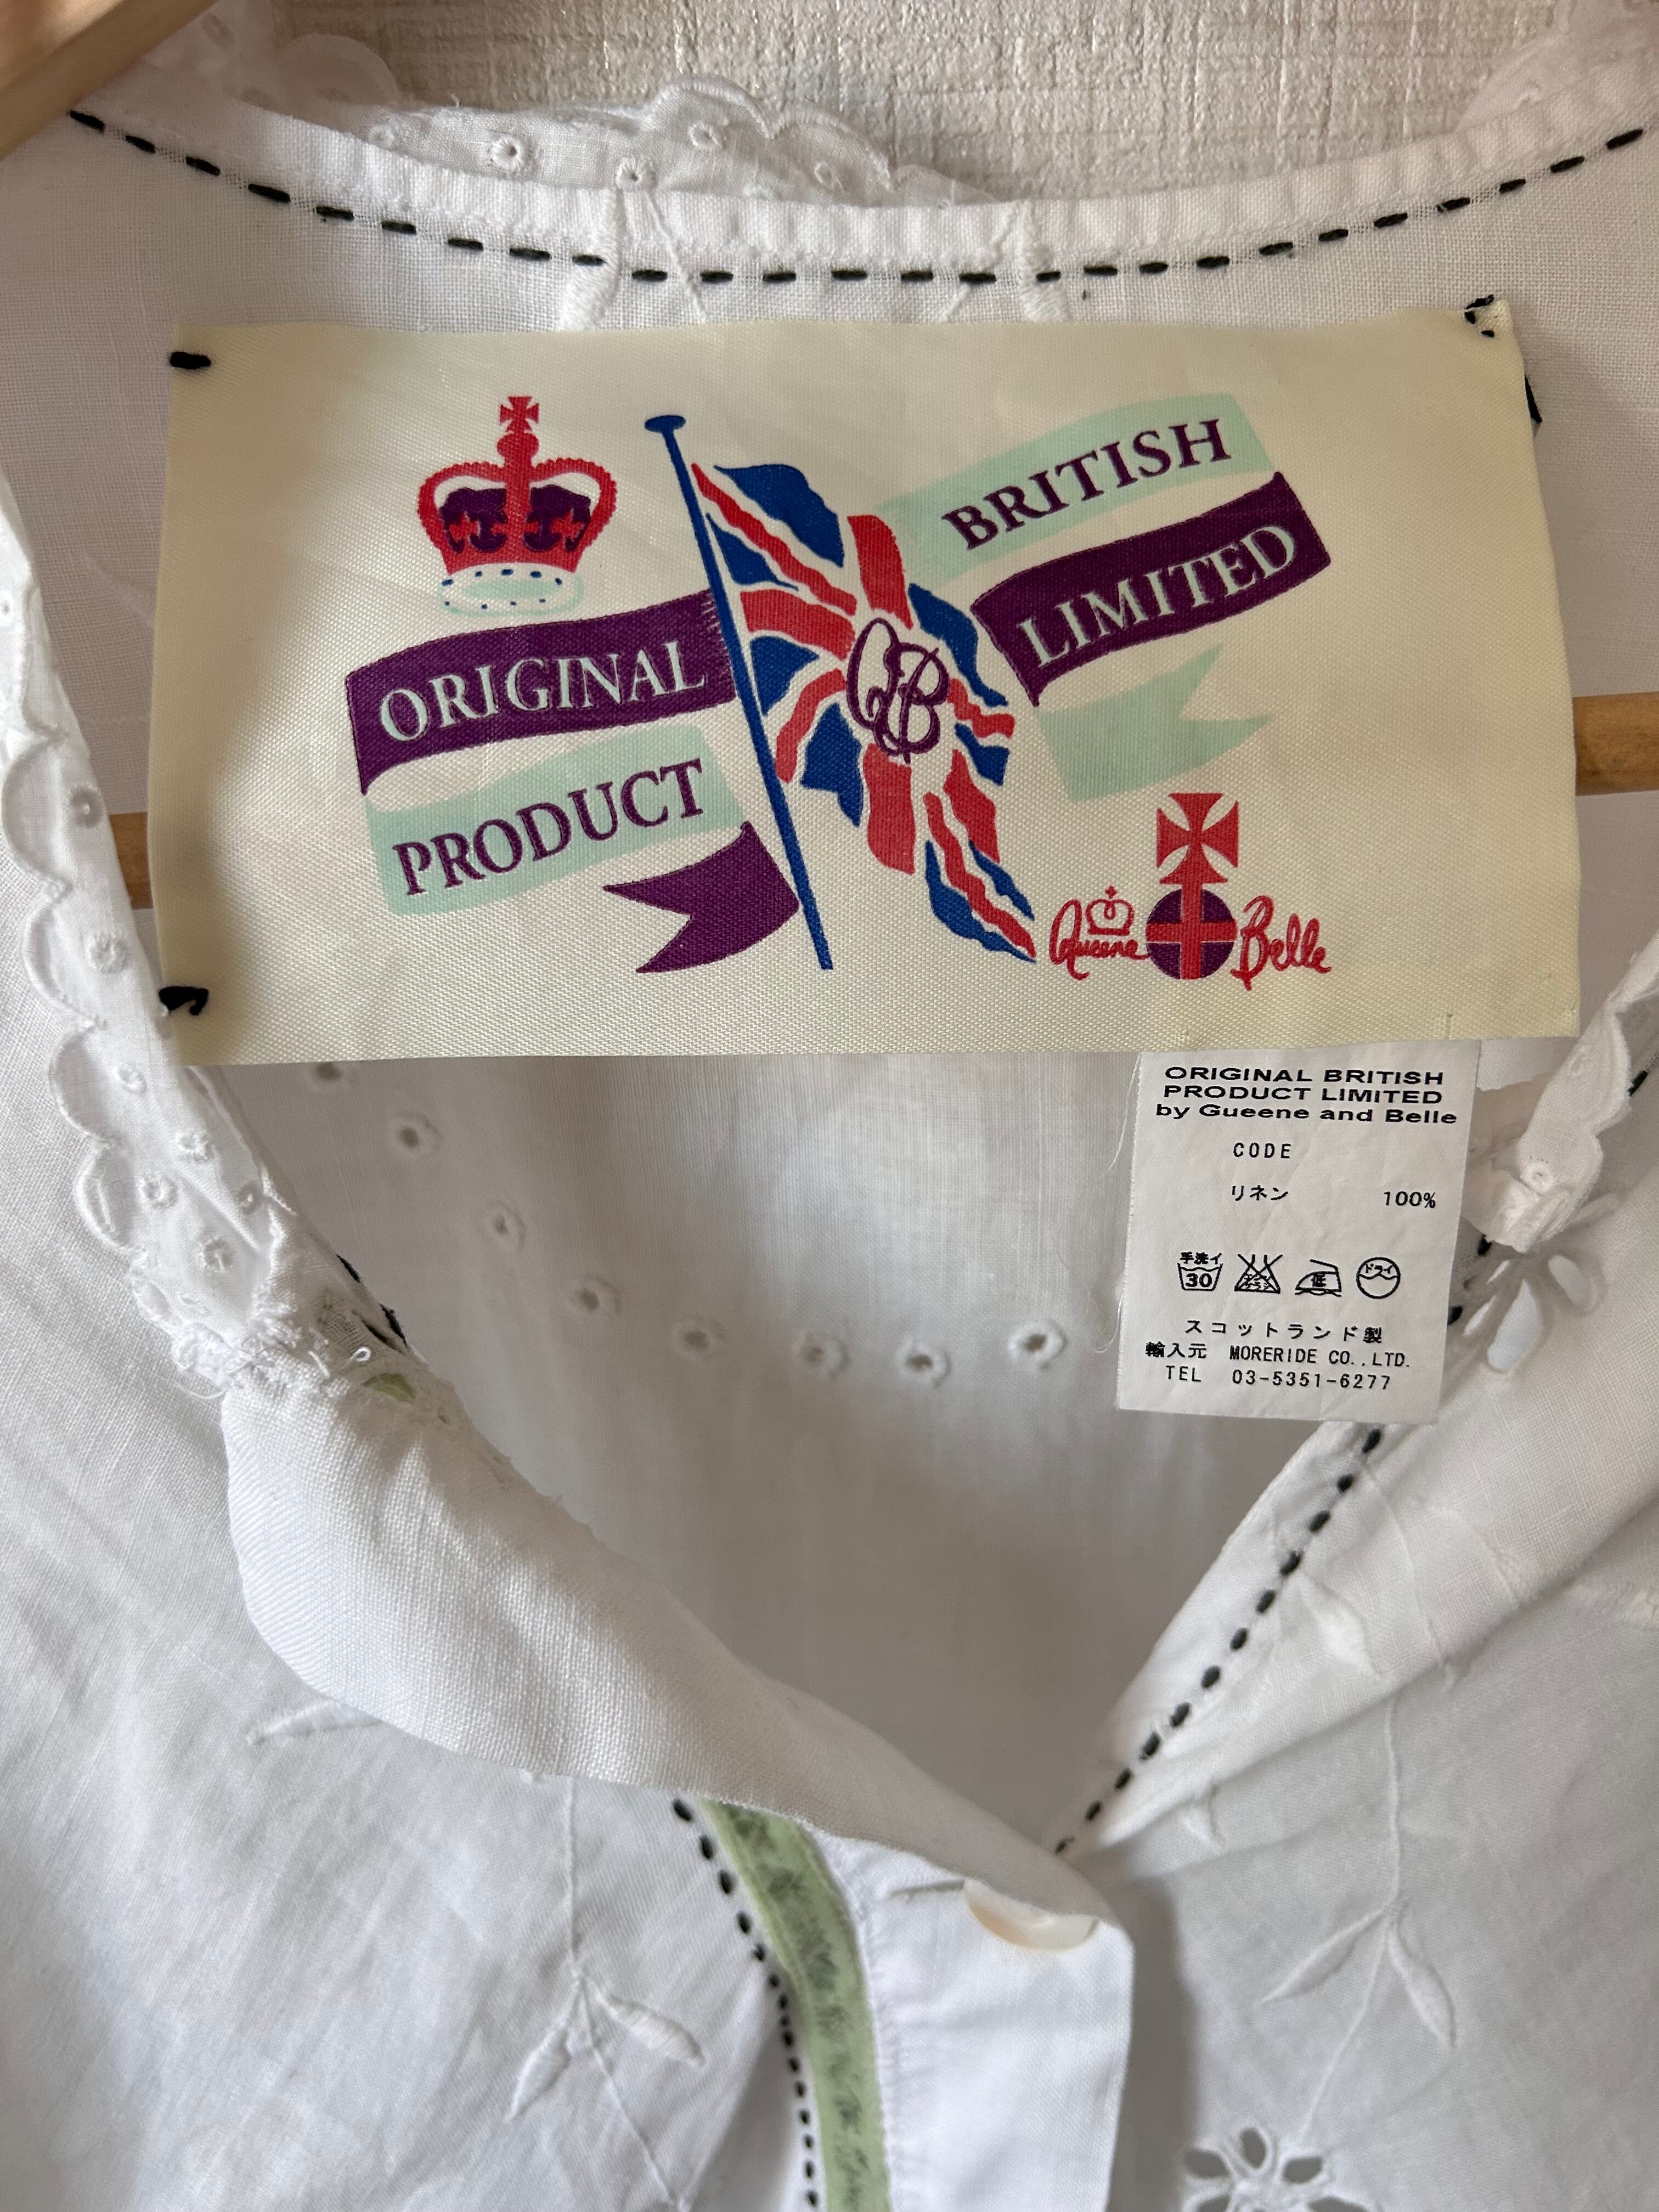 ORIGINAL
PRODUCT
BRITISH
LIMITED
QB
Queene Belle
ORIGINAL BRITISH
PRODUCT LIMITED
by Gueene and Belle
CODE
リネン 100%
手洗イ
30
低
ドライ
スコットランド製
輸入元 MORERIDE CO.,LTD.
TEL 03-5351-6277